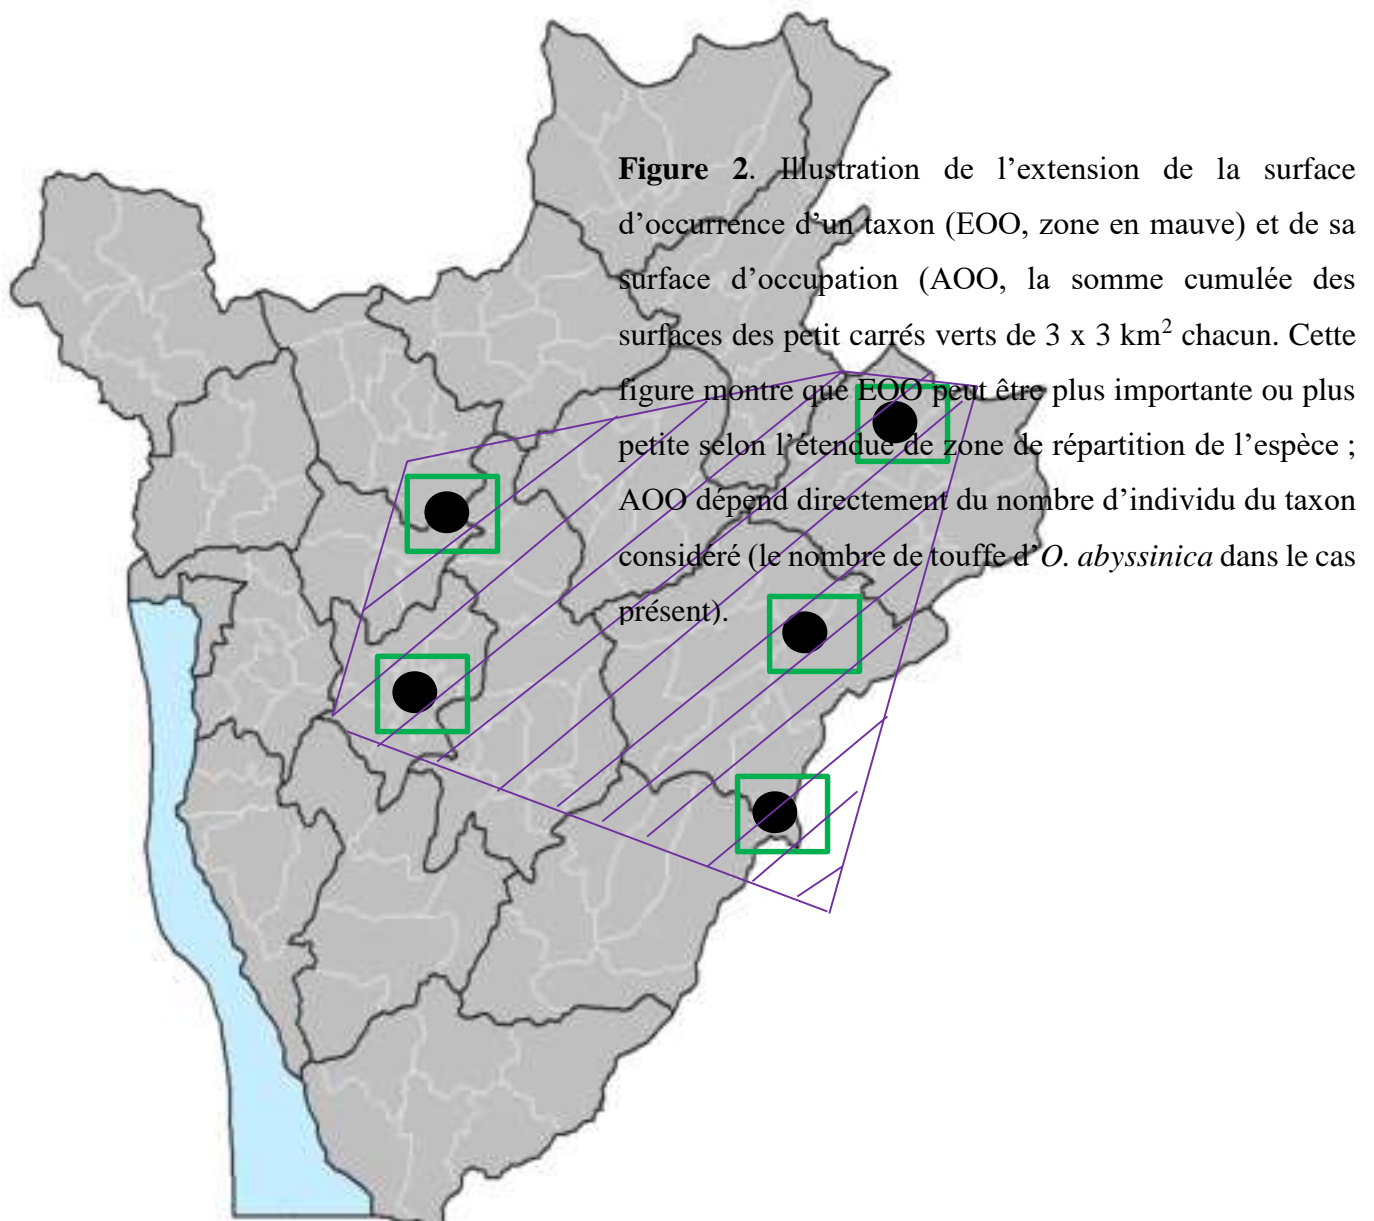 Figure 2. Illustration de l’extension de la surface
d’occurrence d’un taxon (EOO, zone en mauve) et de sa
surface d’occupation (AOO, la somme cumulée des
surfaces des petit carrés verts de 3 x 3 km² chacun. Cette
figure montre que EOO peut être plus importante ou plus
petite selon l’étendue de zone de répartition de l’espèce ;
AOO dépend directement du nombre d’individu du taxon
considéré (le nombre de touffe d’O. abyssinica dans le cas
présent).